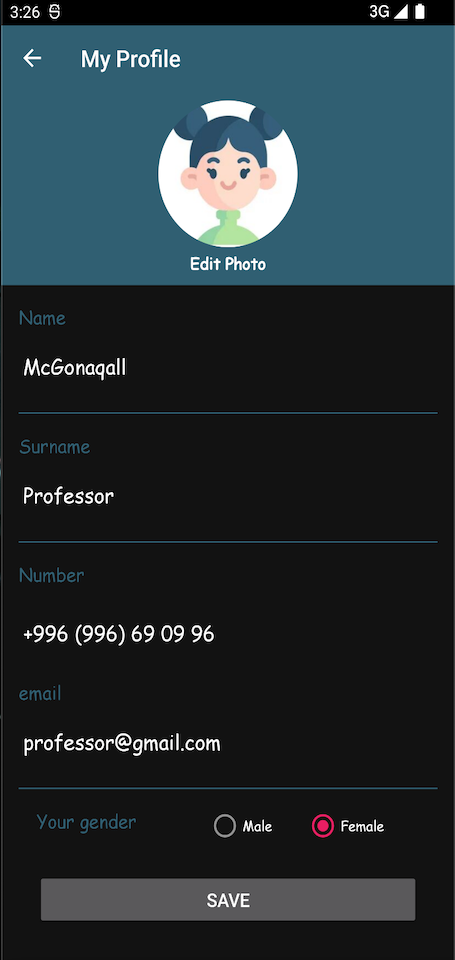 3:26
3G
My Profile
Edit Photo
Name
McGonaqall
Surname
Professor
Number
+996 (996) 69 09 96
email
professor@gmail.com
Your gender Male Female
SAVE